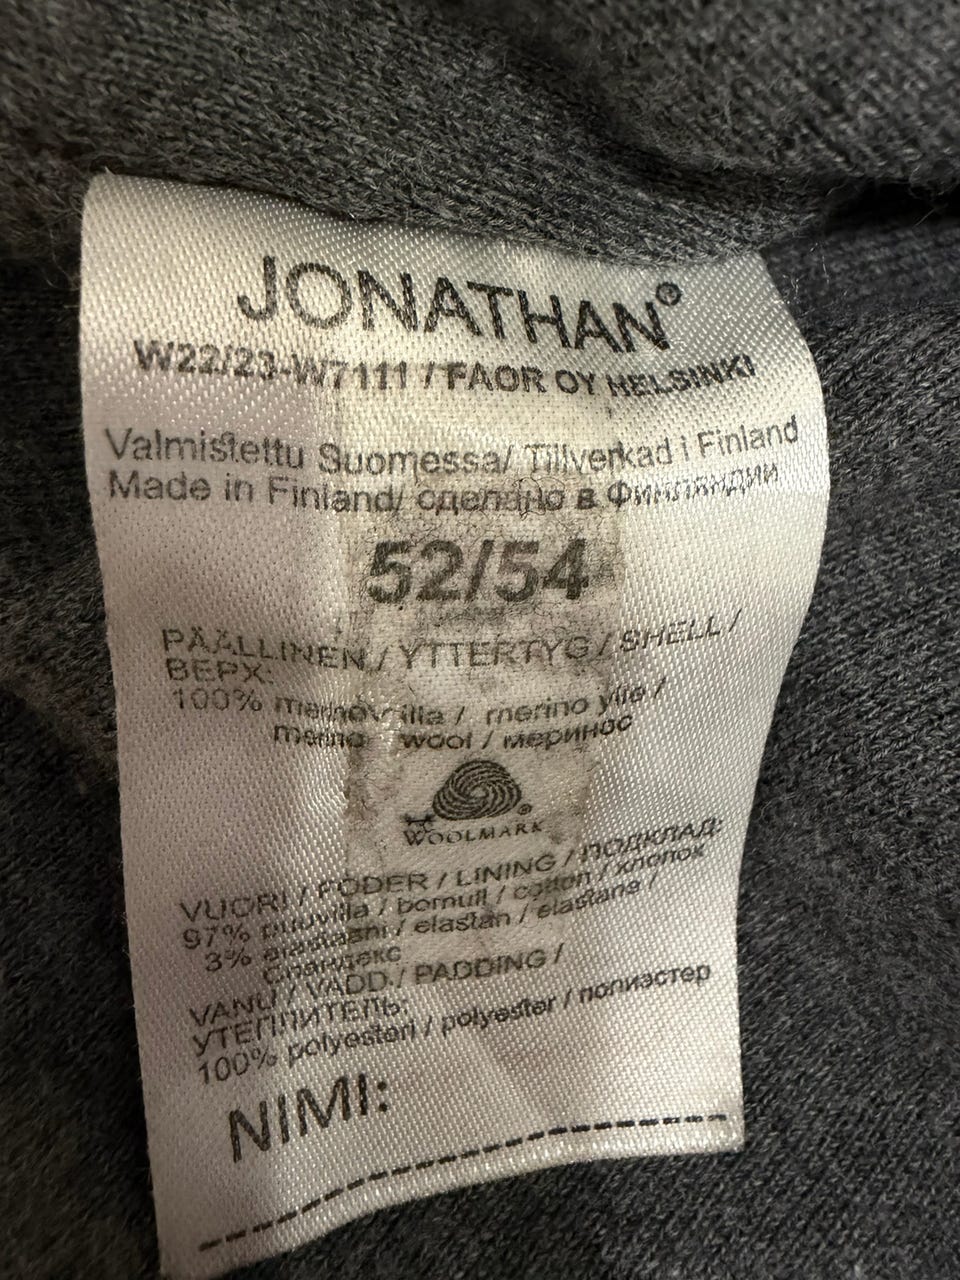 JONATHAN®
W22/23-W7111 / FAOR OY HELSINKI
Valmistettu Suomessa/ Tillverkad i Finland
Made in Finland/ сделано в Финляндии
52/54
PÄÄLLINEN / YTTERTYG / SHELL /
ВЕРХ:
100% merinovilla / merino ylle /
merino wool / меринос
WOOLMARK®
VUORI / FODER / LINING / ПОДКЛАД:
97% puuvilla / bomull / cotton / хлопок
3% elastaani / elastan / elastane /
спандекс
VANU / VADD / PADDING /
УТЕПЛИТЕЛЬ:
100% polyesteri / polyester / полиэстер
NIMI: